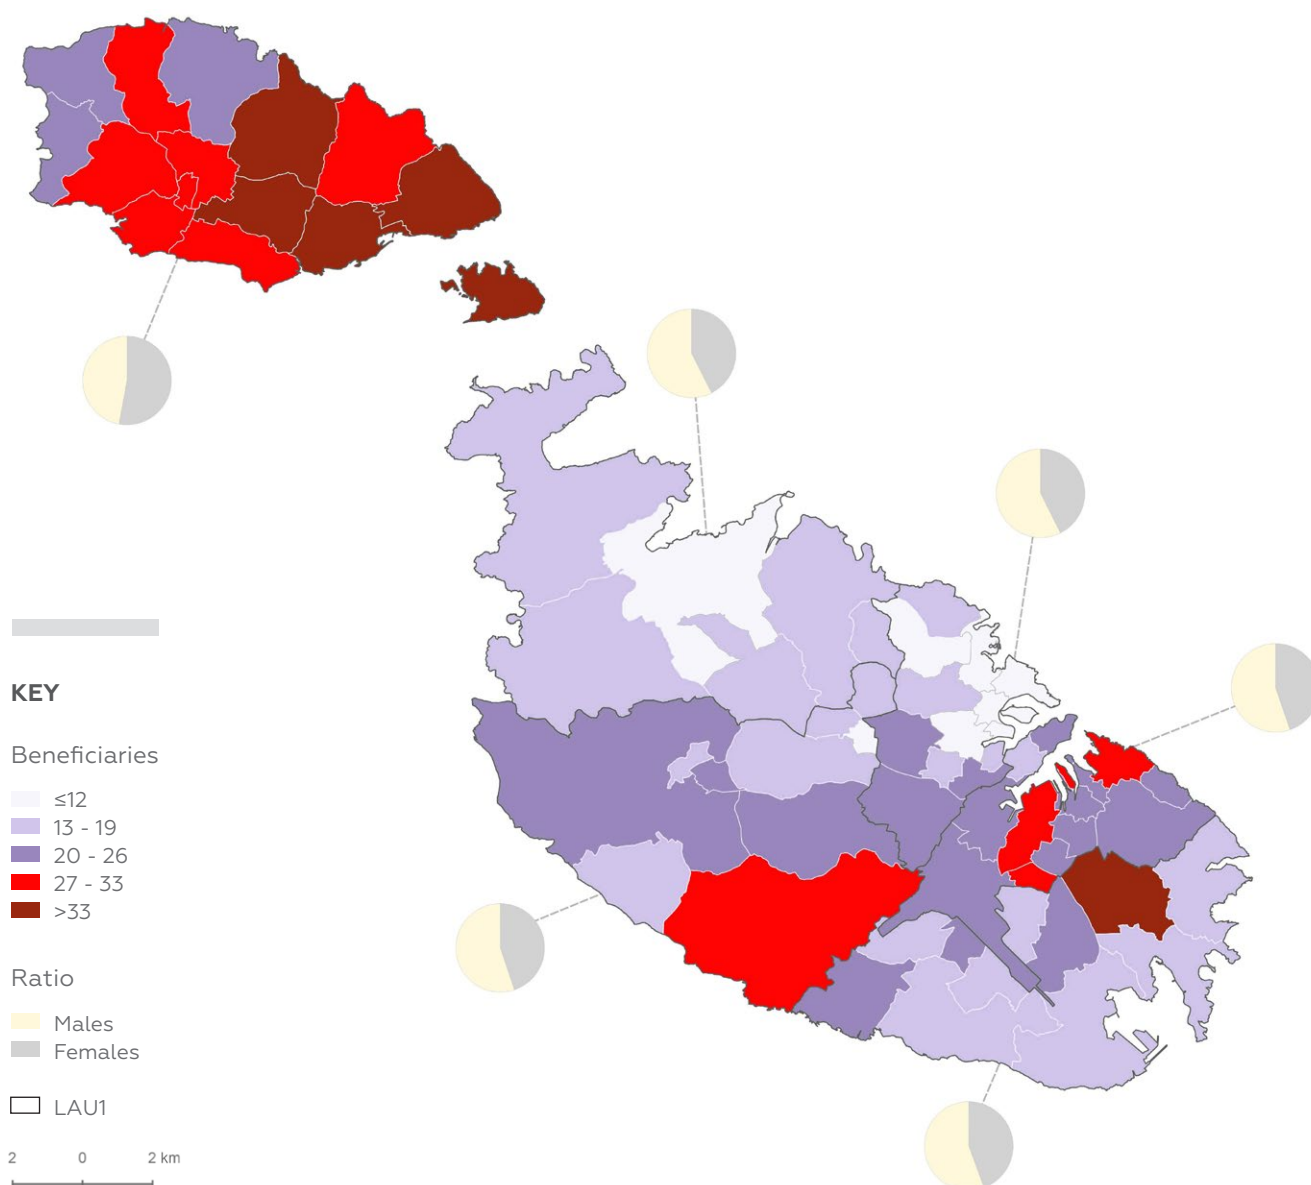 KEY
Beneficiaries
≤12
13 - 19
20 - 26
27 - 33
>33
Ratio
Males
Females
LAU1
2 0 2 km